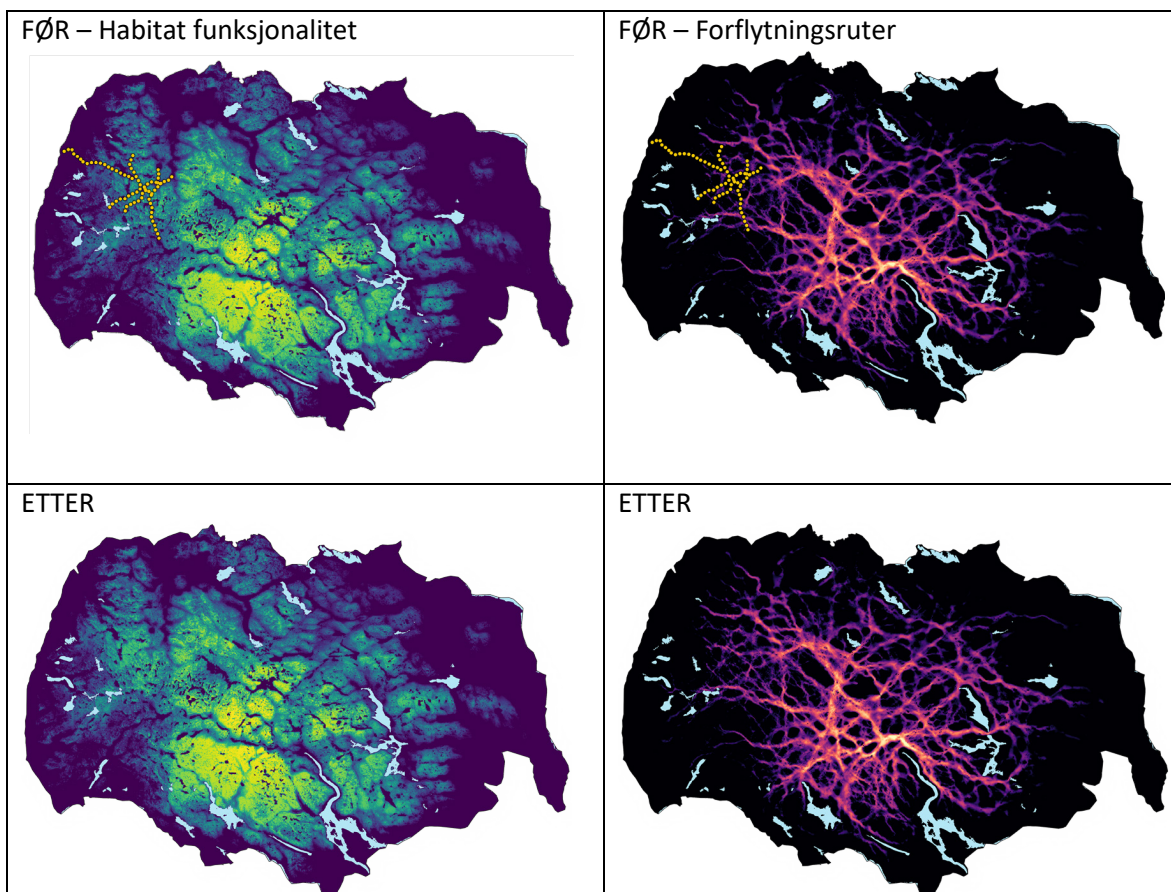 FØR – Habitat funksjonalitet
FØR – Forflytningsruter
ETTER
ETTER